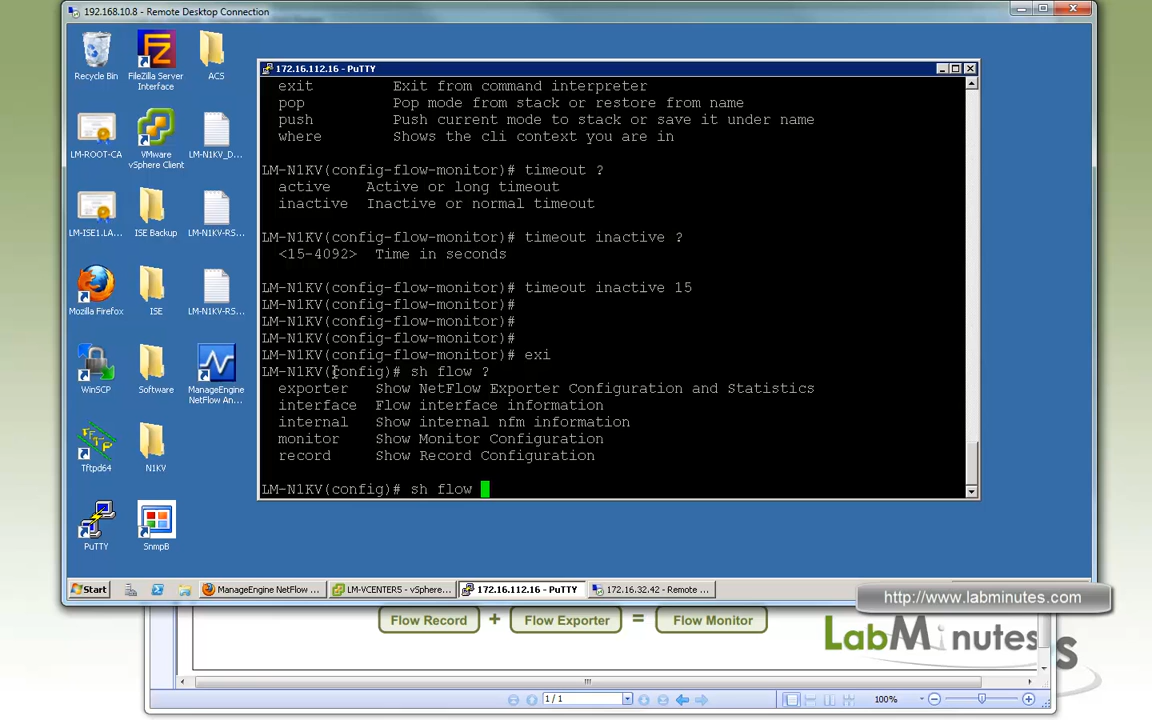 192.168.10.8 - Remote Desktop Connection
Recycle Bin
FileZilla Server
Interface
ACS
LM-ROOT-CA
VMware
vSphere Client
LM-N1KV_D...
LM-ISE1.LA...
ISE Backup
LM-N1KV-RS...
Mozilla Firefox
ISE
LM-N1KV-RS...
WinSCP
Software
ManageEngine
NetFlow An...
Tftpd64
N1KV
PuTTY
SnmpB
172.16.112.16 - PuTTY
exit Exit from command interpreter
pop Pop mode from stack or restore from name
push Push current mode to stack or save it under name
where Shows the cli context you are in
LM-N1KV(config-flow-monitor)# timeout ?
active Active or long timeout
inactive Inactive or normal timeout
LM-N1KV(config-flow-monitor)# timeout inactive ?
<15-4092> Time in seconds
LM-N1KV(config-flow-monitor)# timeout inactive 15
LM-N1KV(config-flow-monitor)#
LM-N1KV(config-flow-monitor)#
LM-N1KV(config-flow-monitor)#
LM-N1KV(config-flow-monitor)# exi
LM-N1KV(config)# sh flow ?
exporter Show NetFlow Exporter Configuration and Statistics
interface Flow interface information
internal Show internal nfm information
monitor Show Monitor Configuration
record Show Record Configuration
LM-N1KV(config)# sh flow
Start
ManageEngine NetFlow ...
LM-VCENTER5 - vSphere...
172.16.112.16 - PuTTY
172.16.32.42 - Remote ...
http://www.labminutes.com
Flow Record + Flow Exporter = Flow Monitor
LabMinutes
1 / 1
100%